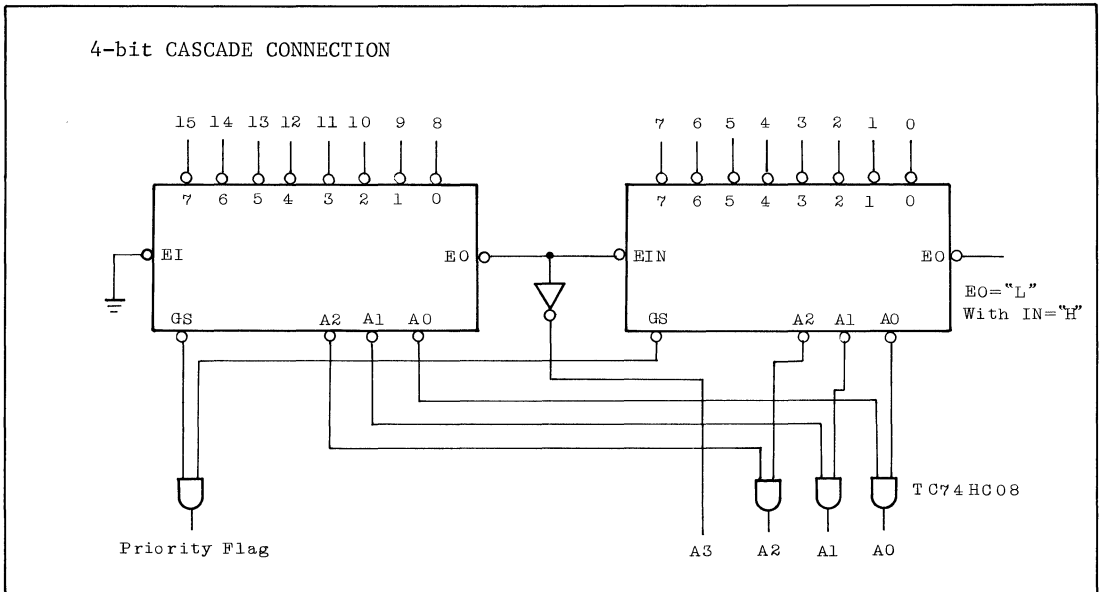 4-bit CASCADE CONNECTION
15 14 13 12 11 10 9 8
7 6 5 4 3 2 1 0
7 6 5 4 3 2 1 0
7 6 5 4 3 2 1 0
EI
EO
EIN
EO
EO="L"
With IN="H"
GS
A2
A1
A0
GS
A2
A1
A0
TC74HC08
Priority Flag
A3
A2
A1
A0